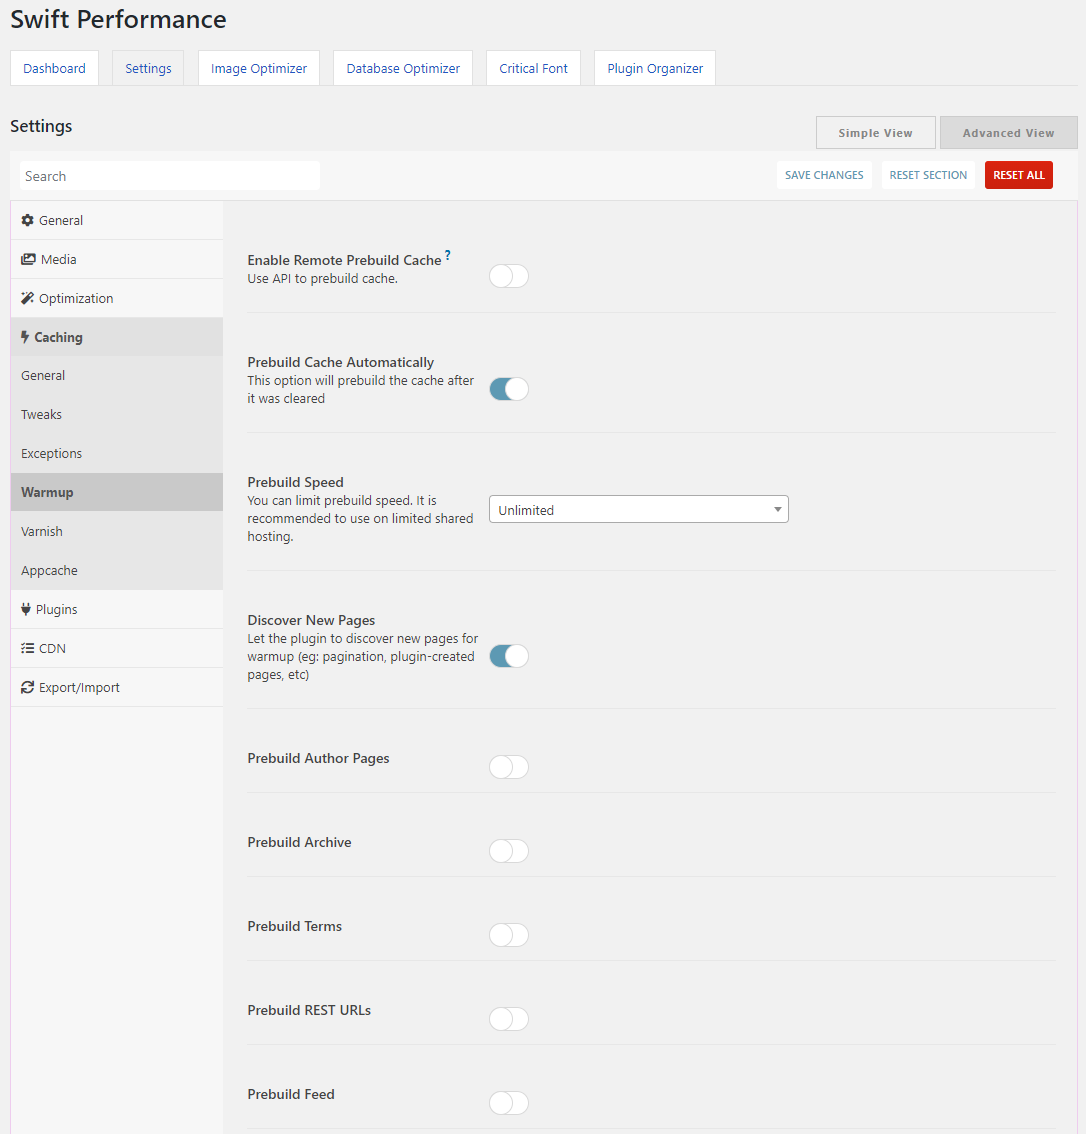 Swift Performance
Dashboard
Settings
Image Optimizer
Database Optimizer
Critical Font
Plugin Organizer
Settings
Simple View
Advanced View
Search
SAVE CHANGES
RESET SECTION
RESET ALL
General
Media
Optimization
Caching
General
Tweaks
Exceptions
Warmup
Varnish
Appcache
Plugins
CDN
Export/Import
Enable Remote Prebuild Cache ?
Use API to prebuild cache.
Prebuild Cache Automatically
This option will prebuild the cache after
it was cleared
Prebuild Speed
You can limit prebuild speed. It is
recommended to use on limited shared
hosting.
Unlimited
Discover New Pages
Let the plugin to discover new pages for
warmup (eg: pagination, plugin-created
pages, etc)
Prebuild Author Pages
Prebuild Archive
Prebuild Terms
Prebuild REST URLs
Prebuild Feed